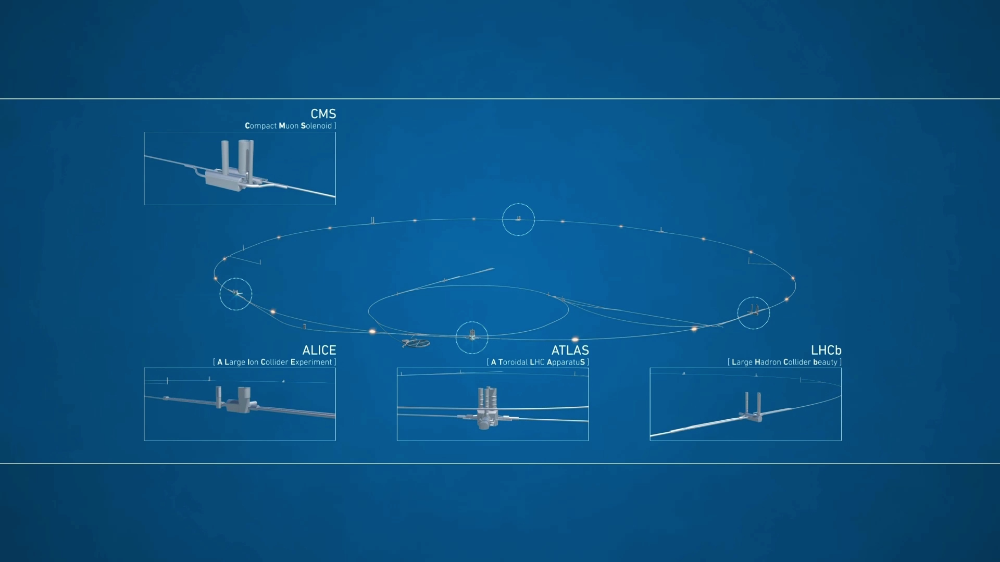 CMS
Compact Muon Solenoid ]
ALICE
[ A Large Ion Collider Experiment ]
ATLAS
[ A Toroidal LHC ApparatuS ]
LHCb
[ Large Hadron Collider beauty ]